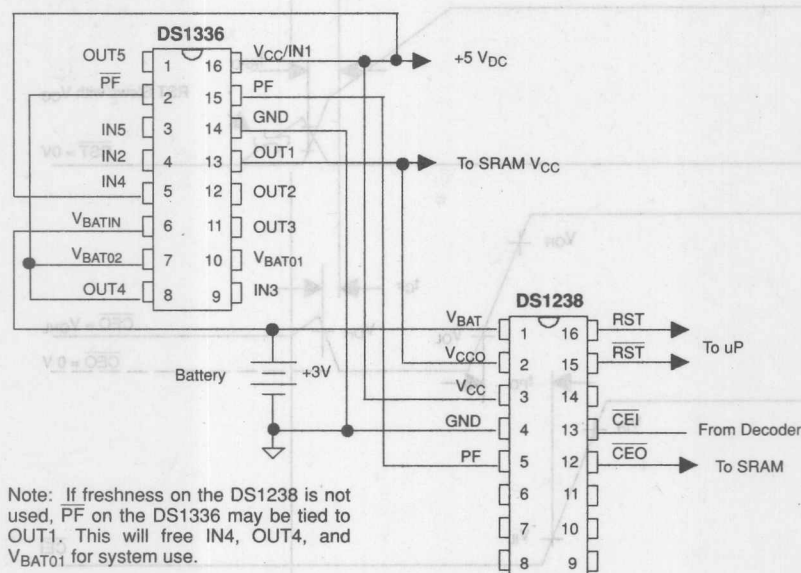 DS1336
OUT5 1 16 VCC/IN1
+5 VDC
P̅F̅ 2 15 PF
IN5 3 14 GND
IN2 4 13 OUT1
To SRAM VCC
IN4 5 12 OUT2
VBATIN 6 11 OUT3
VBAT02 7 10 VBAT01
OUT4 8 9 IN3
DS1238
VBAT 1 16 RST
To uP
VCCO 2 15 R̅S̅T̅
VCC 3 14
GND 4 13 C̅E̅I̅ From Decoder
PF 5 12 C̅E̅O̅ To SRAM
6 11
7 10
8 9
Battery +3V
Note: If freshness on the DS1238 is not
used, P̅F̅ on the DS1336 may be tied to
OUT1. This will free IN4, OUT4, and
VBAT01 for system use.